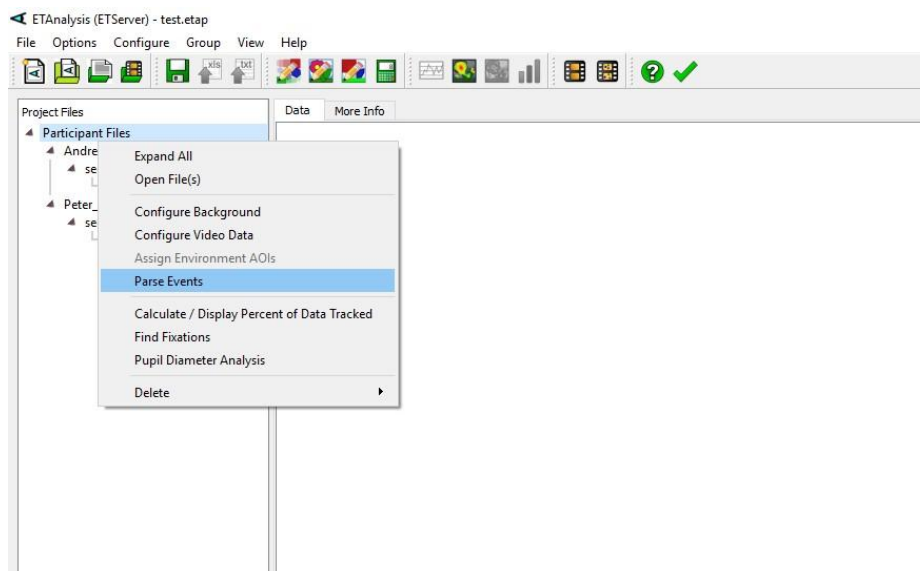 ETAnalysis (ETServer) - test.etap
File Options Configure Group View Help
xls txt
Project Files
Data More Info
Participant Files
Andre
se
Peter_
se
Expand All
Open File(s)
Configure Background
Configure Video Data
Assign Environment AOIs
Parse Events
Calculate / Display Percent of Data Tracked
Find Fixations
Pupil Diameter Analysis
Delete